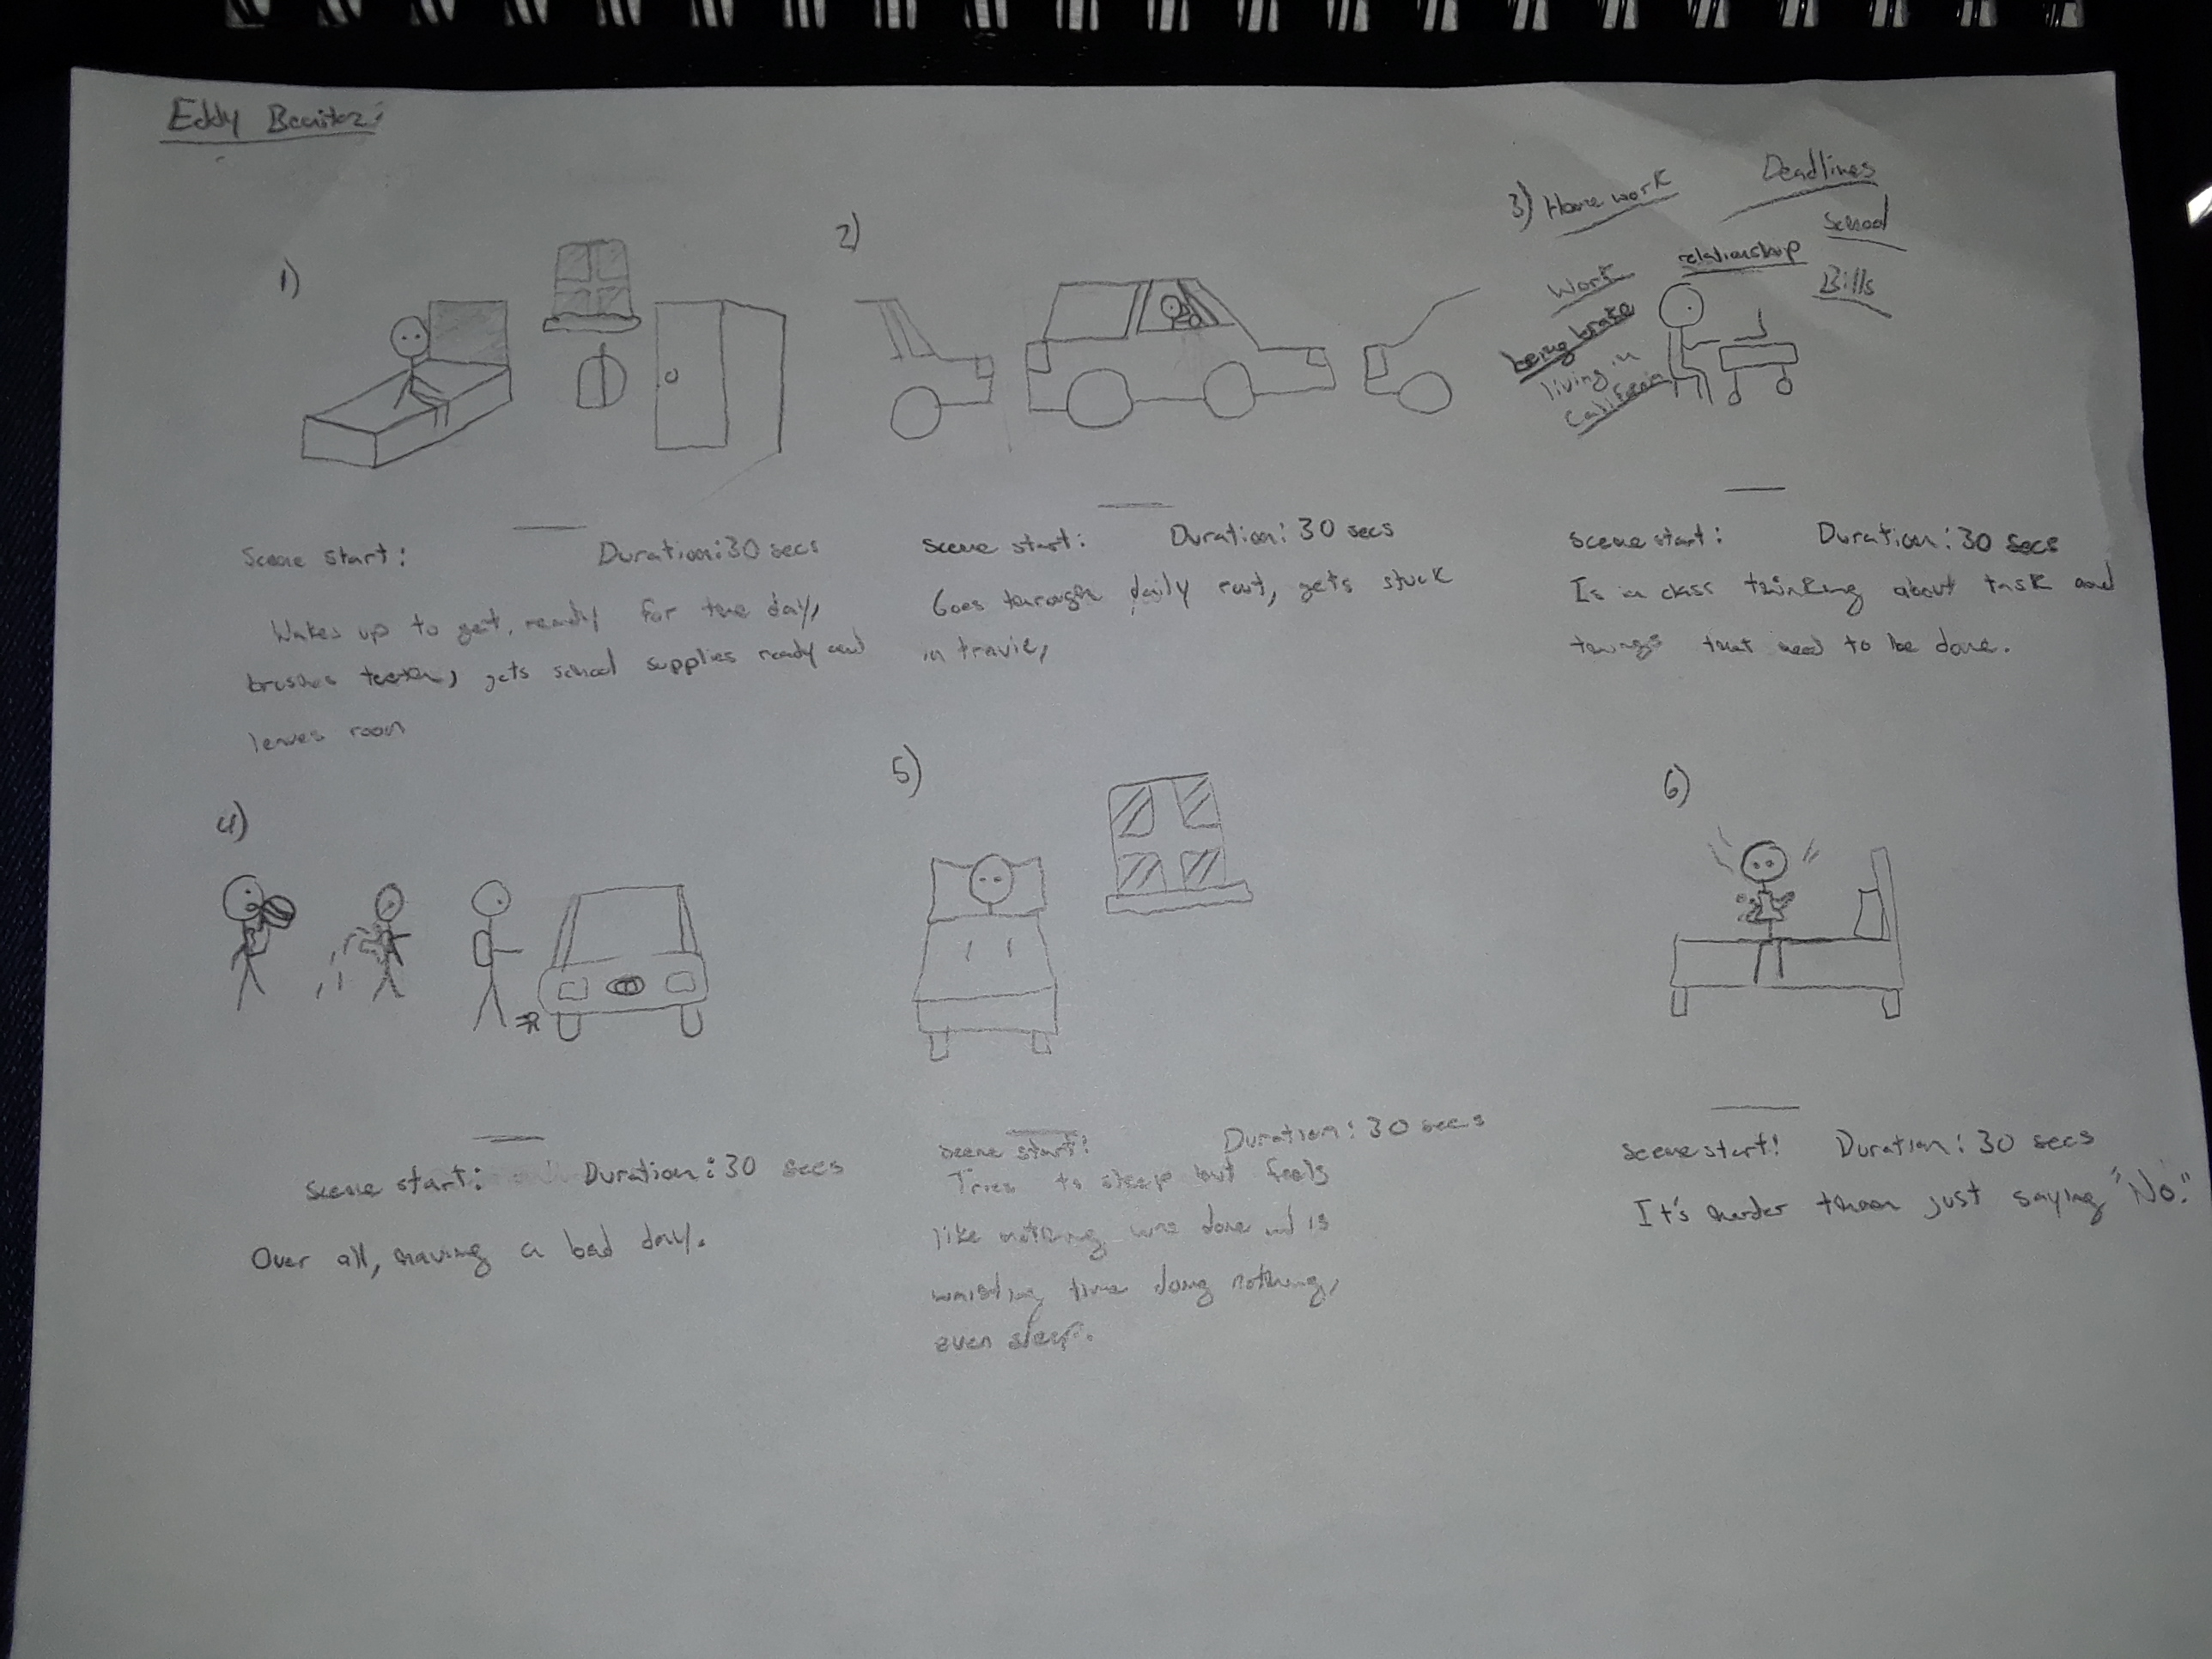 Eddy
1)
Scene start: Duration: 30 secs
Wakes up to get ready for the day,
brushes teeth, gets school supplies ready and
leaves room
2)
Scene start: Duration: 30 secs
Goes through daily rout, gets stuck
in travic,
3) Home work
Deadlines
School
relationship
Bills
Work
being broke
living in
California
Scene start: Duration: 30 secs
Is in class thinking about task and
things that need to be done.
4)
Scene start: Duration: 30 secs
Over all, having a bad day.
5)
Scene start: Duration: 30 secs
Tries to sleep but feels
like nothing was done and is
waisting time doing nothing,
even sleep.
6)
Scene start! Duration: 30 secs
It's harder than just saying "No."